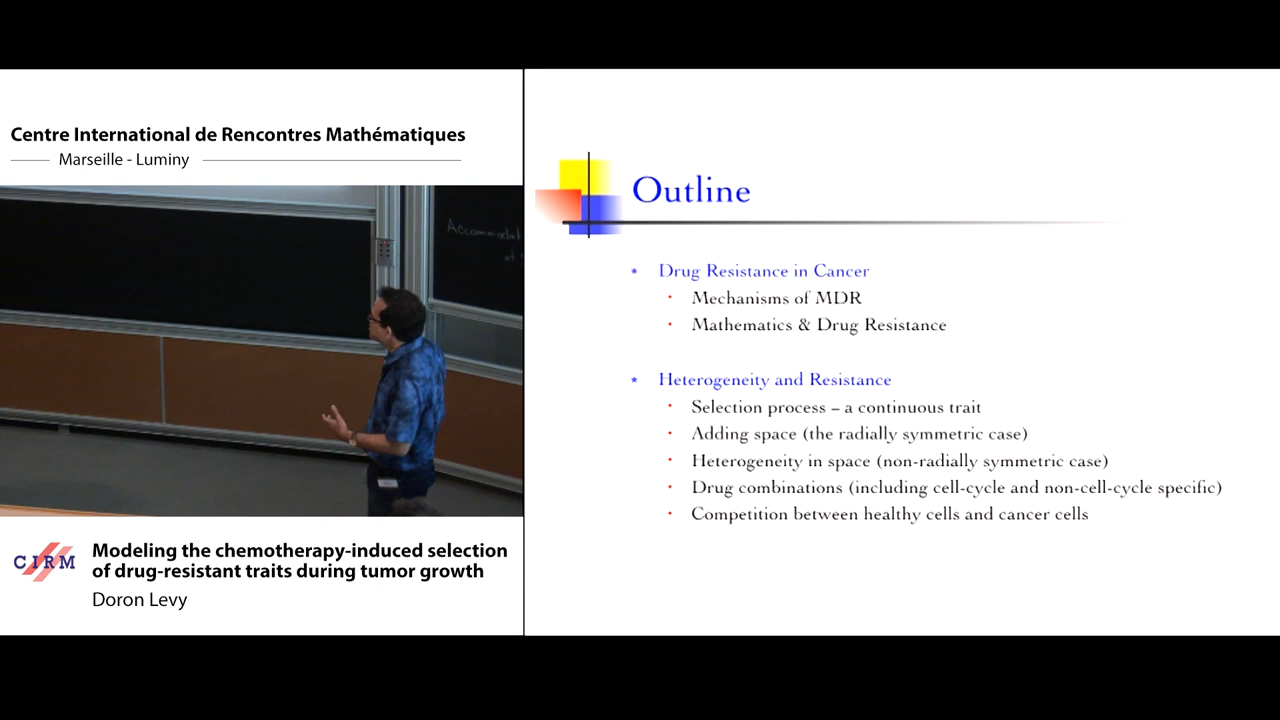 Centre International de Rencontres Mathématiques
Marseille - Luminy
Accommodat
CIRM
Modeling the chemotherapy-induced selection
of drug-resistant traits during tumor growth
Doron Levy
Outline
* Drug Resistance in Cancer
· Mechanisms of MDR
· Mathematics & Drug Resistance
* Heterogeneity and Resistance
· Selection process – a continuous trait
· Adding space (the radially symmetric case)
· Heterogeneity in space (non-radially symmetric case)
· Drug combinations (including cell-cycle and non-cell-cycle specific)
· Competition between healthy cells and cancer cells